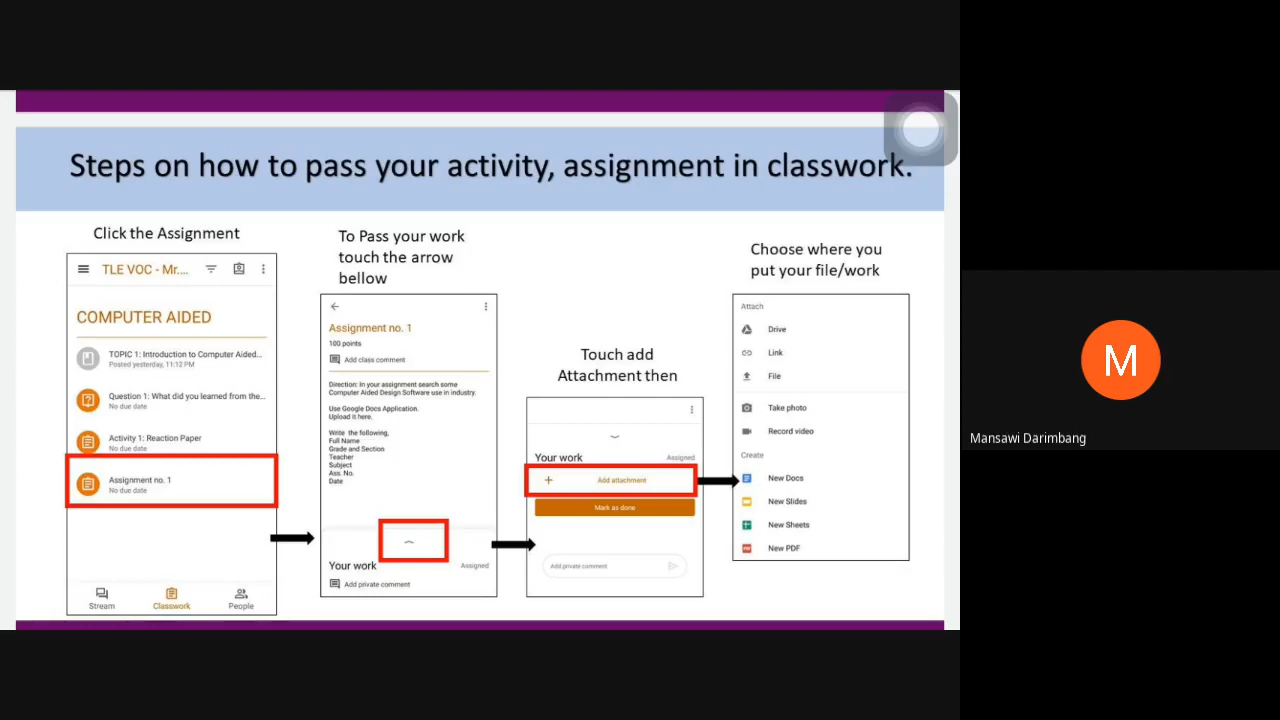 Steps on how to pass your activity, assignment in classwork.
Click the Assignment
TLE VOC - Mr....
COMPUTER AIDED
TOPIC 1: Introduction to Computer Aided...
Posted yesterday, 11:12 PM
Question 1: What did you learned from the...
No due date
Activity 1: Reaction Paper
No due date
Assignment no. 1
No due date
Stream
Classwork
People
To Pass your work
touch the arrow
bellow
Assignment no. 1
100 points
Add class comment
Direction: In your assignment search some
Computer Aided Design Software use in industry.
Use Google Docs Application.
Upload it here.
Write the following,
Full Name
Grade and Section
Teacher
Subject
Ass. No.
Date
Your work
Assigned
Add private comment
Touch add
Attachment then
Your work
Assigned
+ Add attachment
Mark as done
Add private comment
Choose where you
put your file/work
Attach
Drive
Link
File
Take photo
Record video
Create
New Docs
New Slides
New Sheets
New PDF
M
Mansawi Darimbang